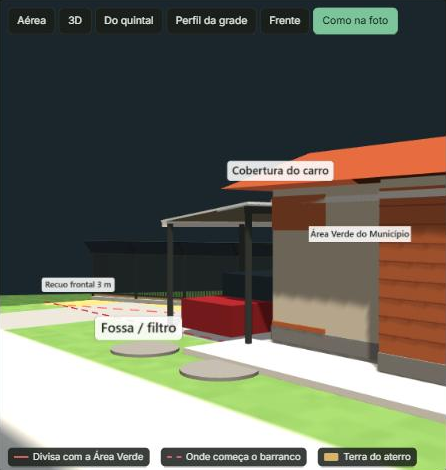 Aérea 3D Do quintal Perfil da grade Frente Como na foto
Cobertura do carro
Área Verde do Município
Recuo frontal 3 m
Fossa / filtro
Divisa com a Área Verde Onde começa o barranco Terra do aterro